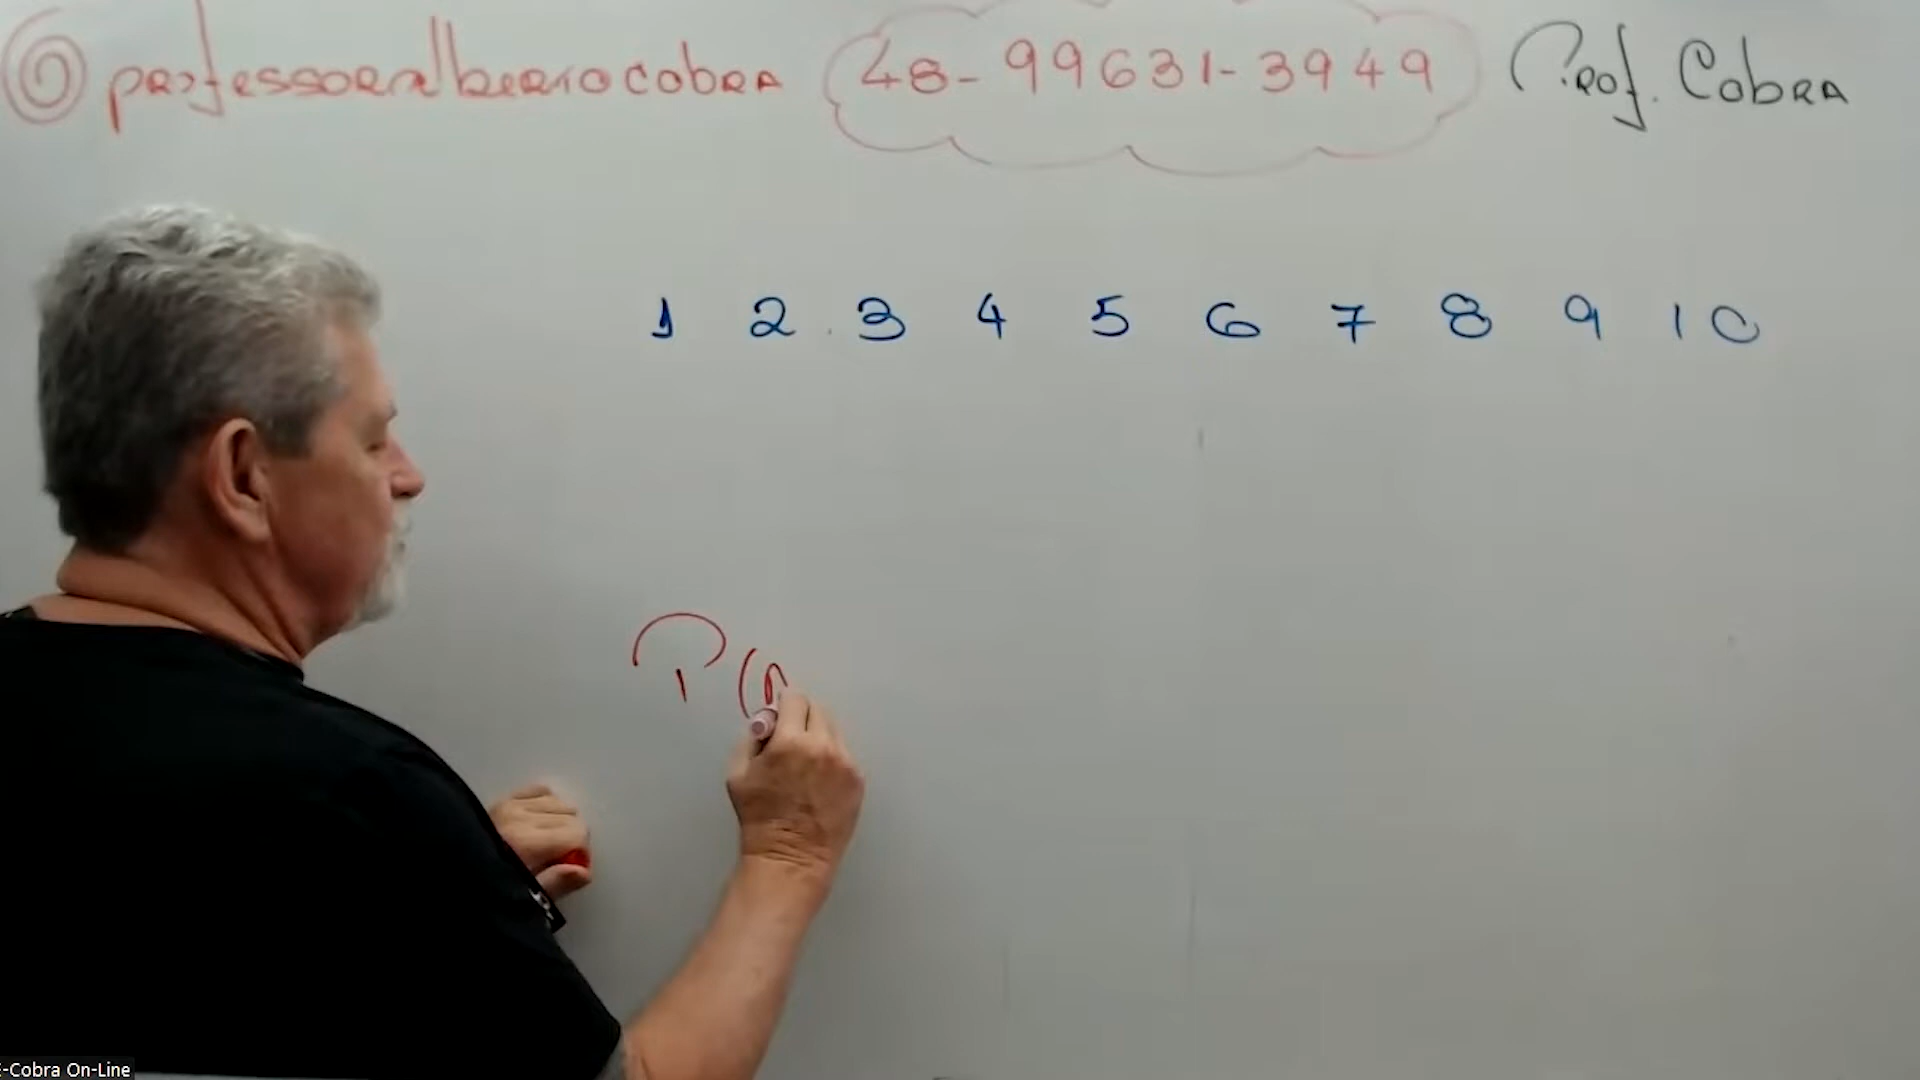 @professoralbertocobra 48-99631-3949 Prof. Cobra
1 2 3 4 5 6 7 8 9 10
P(
E-Cobra On-Line